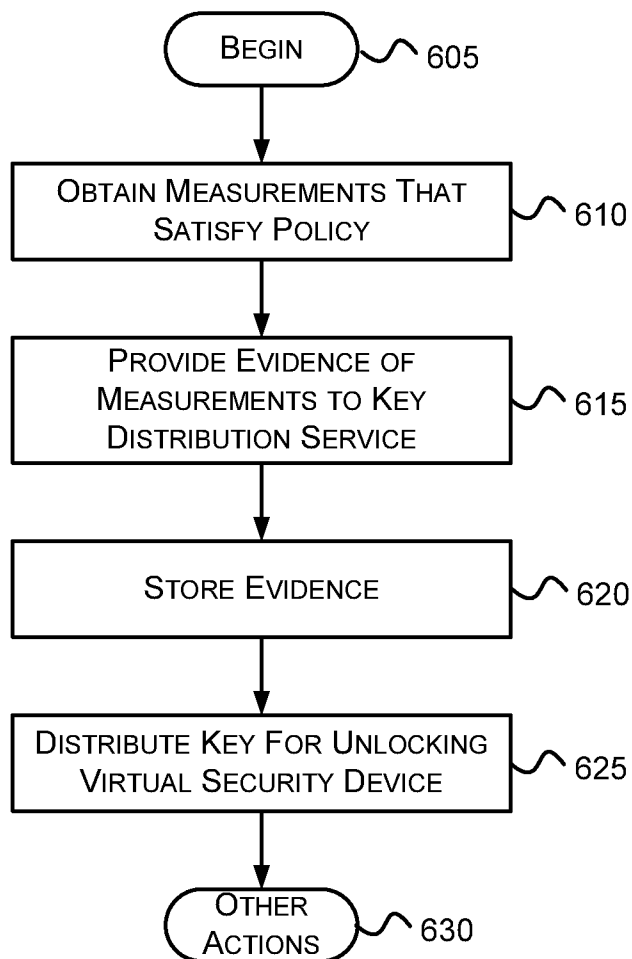 BEGIN
605
OBTAIN MEASUREMENTS THAT
SATISFY POLICY
610
PROVIDE EVIDENCE OF
MEASUREMENTS TO KEY
DISTRIBUTION SERVICE
615
STORE EVIDENCE
620
DISTRIBUTE KEY FOR UNLOCKING
VIRTUAL SECURITY DEVICE
625
OTHER
ACTIONS
630